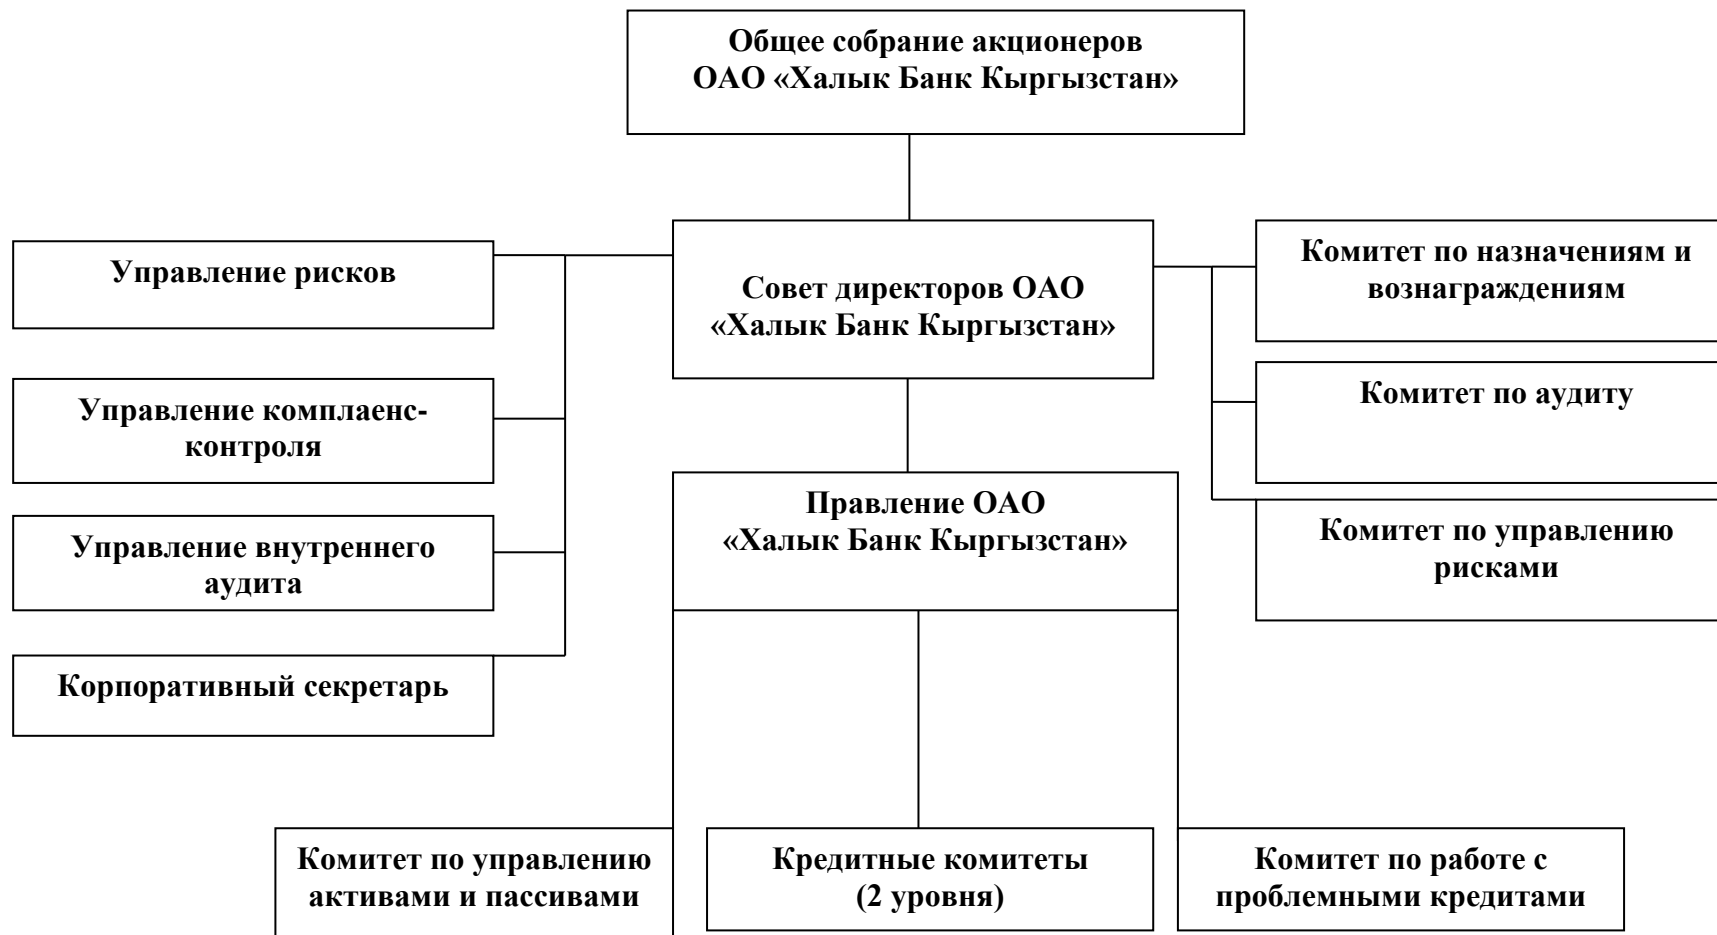 Общее собрание акционеров
ОАО «Халык Банк Кыргызстан»
Управление рисков
Совет директоров ОАО
«Халык Банк Кыргызстан»
Комитет по назначениям и
вознаграждениям
Управление комплаенс-
контроля
Комитет по аудиту
Управление внутреннего
аудита
Правление ОАО
«Халык Банк Кыргызстан»
Комитет по управлению
рисками
Корпоративный секретарь
Комитет по управлению
активами и пассивами
Кредитные комитеты
(2 уровня)
Комитет по работе с
проблемными кредитами